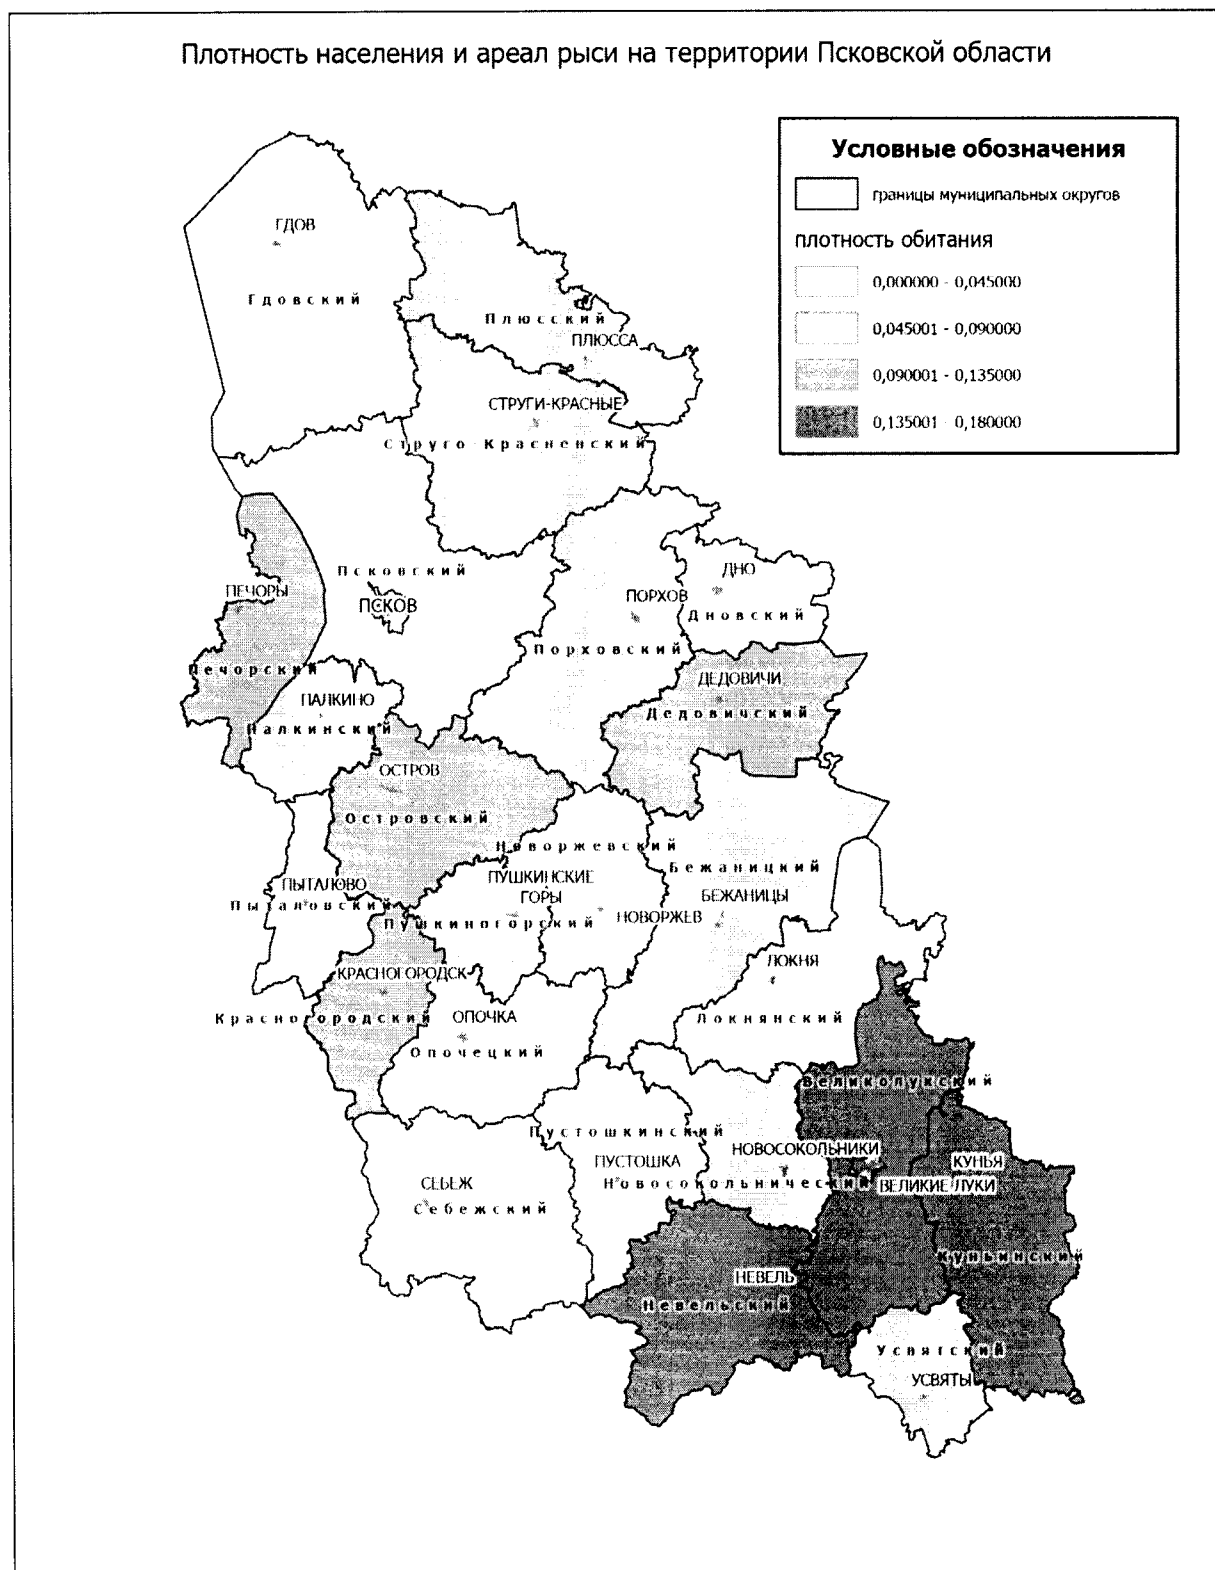 Плотность населения и ареал рыси на территории Псковской области
Условные обозначения
границы муниципальных округов
плотность обитания
0,000000 - 0,045000
0,045001 - 0,090000
0,090001 - 0,135000
0,135001 - 0,180000
ГДОВ
Гдовский
Плюсский
ПЛЮССА
СТРУГИ-КРАСНЫЕ
Струго Красненский
Псковский
ПСКОВ
ПЕЧОРЫ
Печорский
ДНО
Дновский
ПОРХОВ
Порховский
ДЕДОВИЧИ
Дедовичский
ПАЛКИНО
Палкинский
ОСТРОВ
Островский
Новоржевский
Бежаницкий
БЕЖАНИЦЫ
ПУШКИНСКИЕ
ГОРЫ
ПЫТАЛОВО
Пыталовский
Пушкиногорский
НОВОРЖЕВ
ЛОКНЯ
Локнянский
КРАСНОГОРОДСК
Красногородский
ОПОЧКА
Опочецкий
Великолукский
Пустошкинский
НОВОСОКОЛЬНИКИ
ПУСТОШКА
Новосокольнический
КУНЬЯ
ВЕЛИКИЕ ЛУКИ
СЕБЕЖ
Себежский
Куньинский
НЕВЕЛЬ
Невельский
Усвятский
УСВЯТЫ